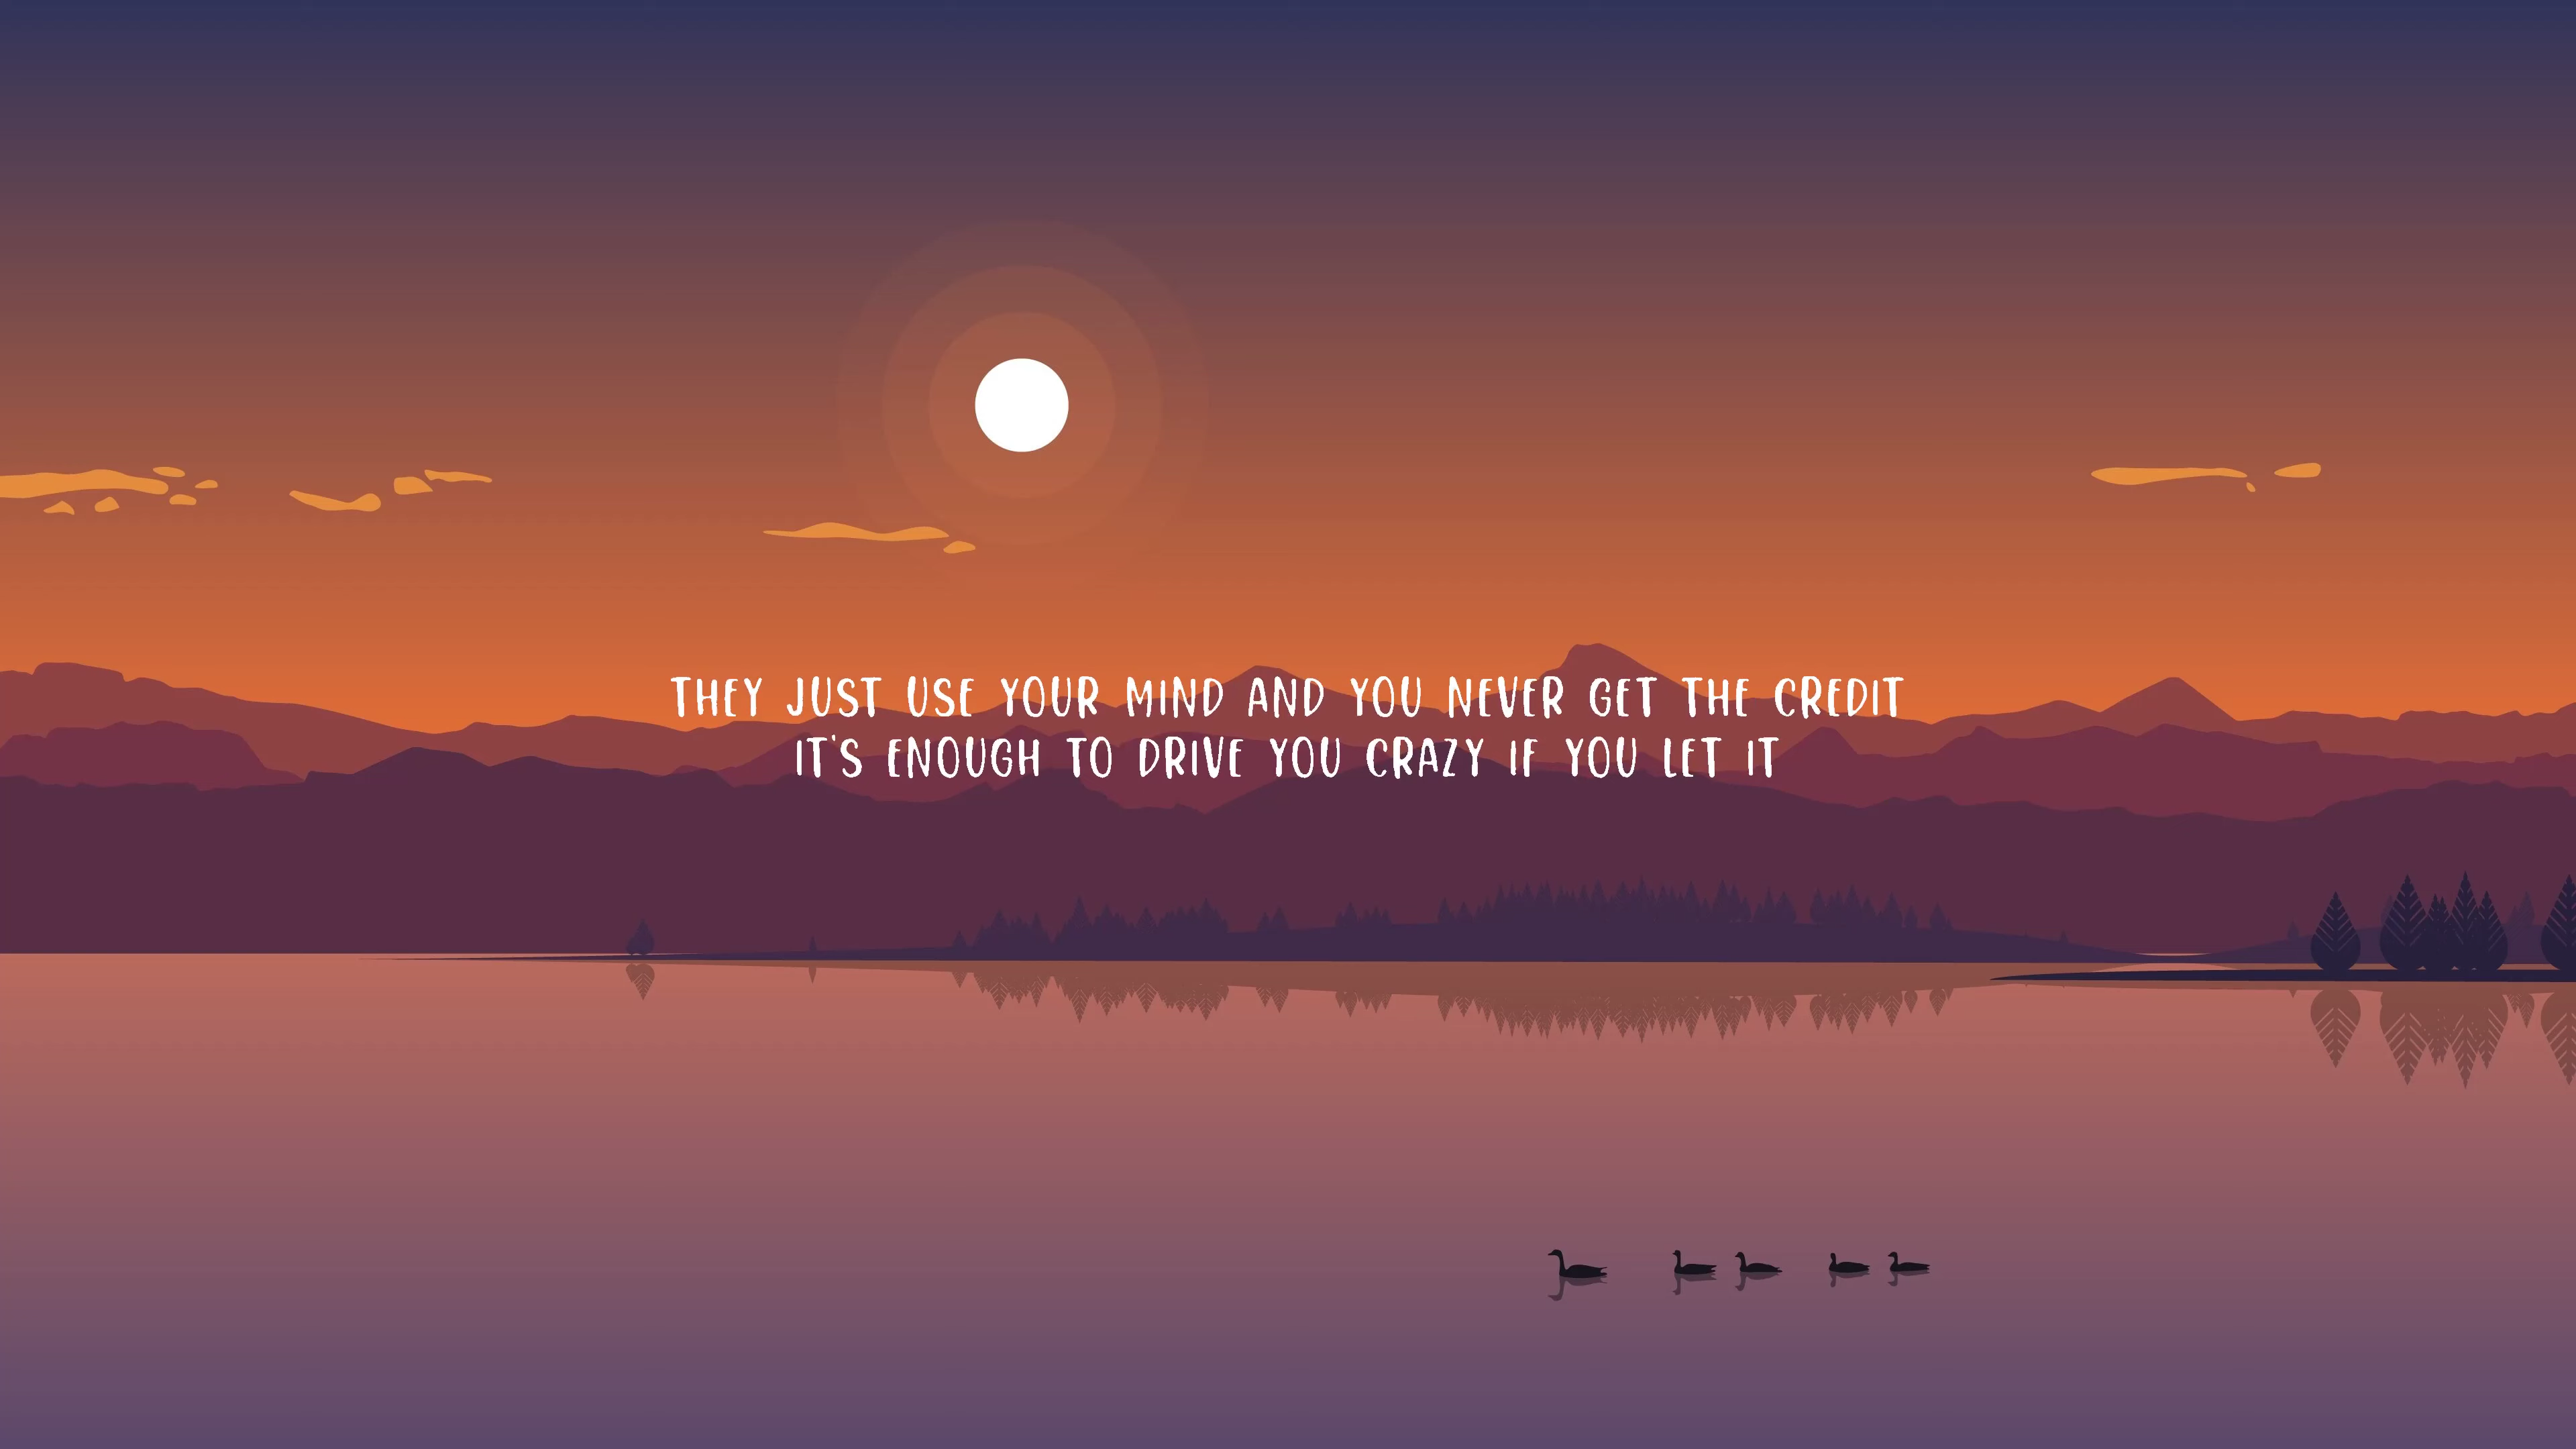 THEY JUST USE YOUR MIND AND YOU NEVER GET THE CREDIT
IT'S ENOUGH TO DRIVE YOU CRAZY IF YOU LET IT